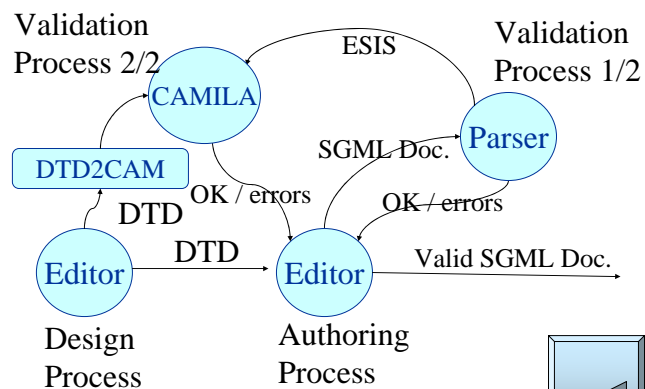 Validation
Process 2/2
ESIS
Validation
Process 1/2
CAMILA
Parser
SGML Doc.
DTD2CAM
OK / errors
OK / errors
DTD
DTD
Valid SGML Doc.
Editor
Editor
Design
Process
Authoring
Process